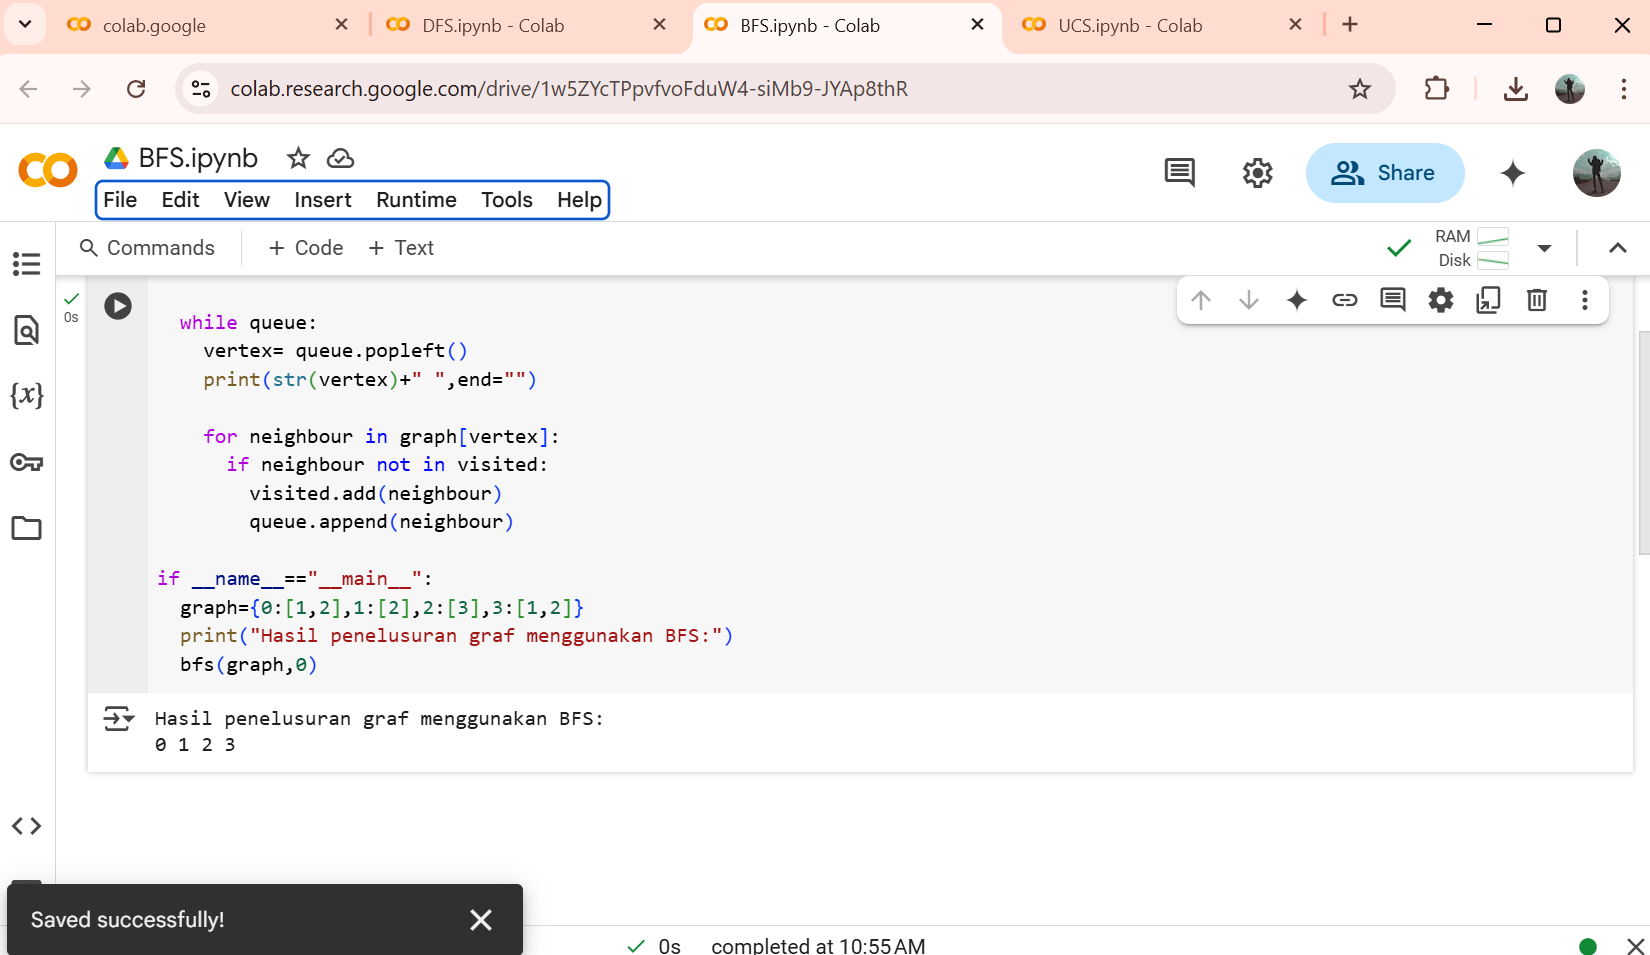 colab.google
DFS.ipynb - Colab
BFS.ipynb - Colab
UCS.ipynb - Colab
colab.research.google.com/drive/1w5ZYcTPpvfvoFduW4-siMb9-JYAp8thR
BFS.ipynb
File Edit View Insert Runtime Tools Help
Share
Commands + Code + Text
RAM
Disk
0s
while queue:
vertex= queue.popleft()
print(str(vertex)+" ",end="")
for neighbour in graph[vertex]:
if neighbour not in visited:
visited.add(neighbour)
queue.append(neighbour)
if __name__=="__main__":
graph={0:[1,2],1:[2],2:[3],3:[1,2]}
print("Hasil penelusuran graf menggunakan BFS:")
bfs(graph,0)
Hasil penelusuran graf menggunakan BFS:
0 1 2 3
{x}
Saved successfully!
0s completed at 10:55 AM